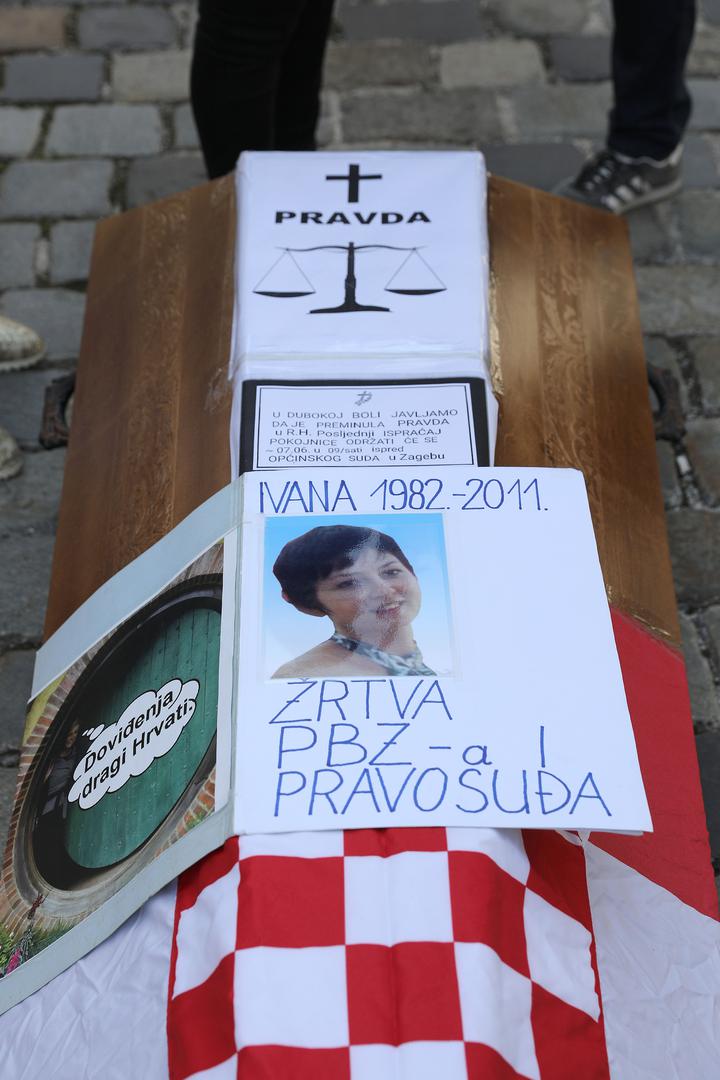 PRAVDA
U DUBOKOJ BOLI JAVLJAMO
DA JE PREMINULA PRAVDA
u R.H. Posljednji ISPRAĆAJ
POKOJNICE ODRŽATI ĆE SE
~ 07.06. u 09/sati ispred
OPĆINSKOG SUDA u Zagebu
IVANA 1982.-2011.
ŽRTVA
PBZ-a I
PRAVOSUĐA
Doviđenja
dragi Hrvati.